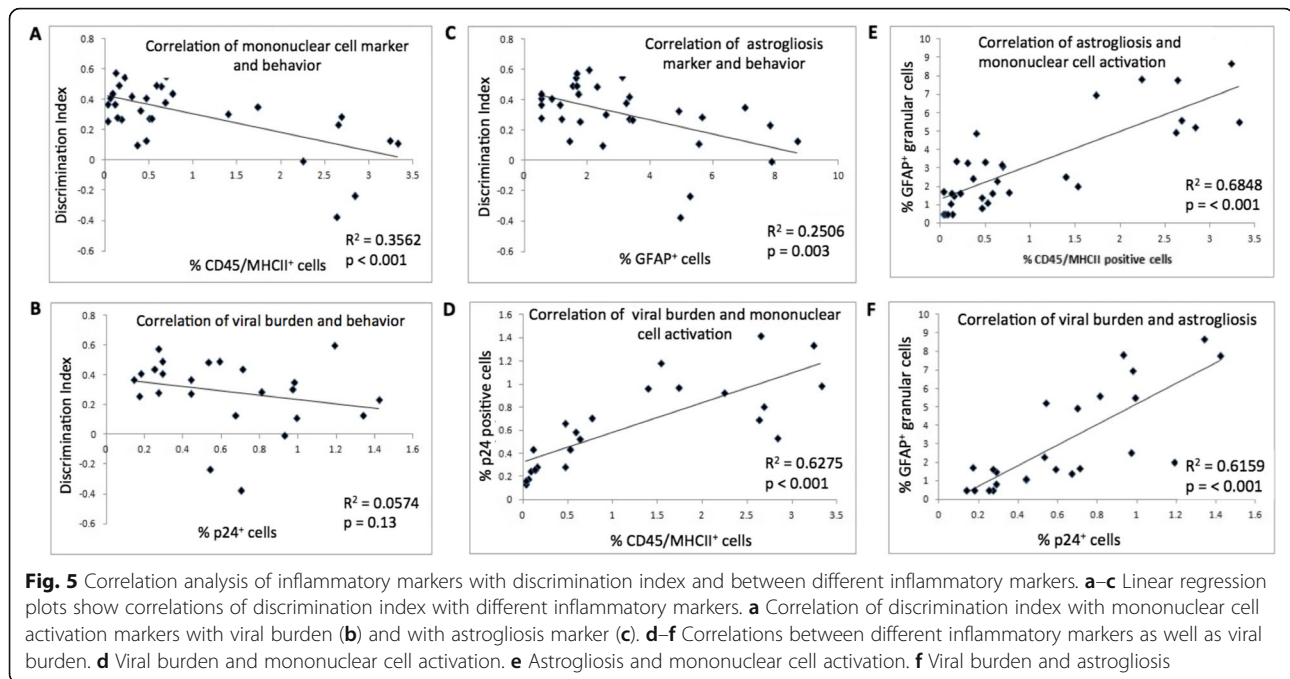 A
Correlation of mononuclear cell marker
and behavior
Discrimination Index
0.8
0.6
0.4
0.2
0
-0.2
-0.4
-0.6
0 0.5 1 1.5 2 2.5 3 3.5
R² = 0.3562
p < 0.001
% CD45/MHCII⁺ cells
B
Correlation of viral burden and behavior
Discrimination Index
0.8
0.6
0.4
0.2
0
-0.2
-0.4
-0.6
0 0.2 0.4 0.6 0.8 1 1.2 1.4 1.6
R² = 0.0574
p = 0.13
% p24⁺ cells
C
Correlation of astrogliosis
marker and behavior
Discrimination Index
0.8
0.6
0.4
0.2
0
-0.2
-0.4
-0.6
0 2 4 6 8 10
R² = 0.2506
p = 0.003
% GFAP⁺ cells
D
Correlation of viral burden and mononuclear
cell activation
% p24 positive cells
1.6
1.4
1.2
1
0.8
0.6
0.4
0.2
0
0 0.5 1 1.5 2 2.5 3 3.5
R² = 0.6275
p < 0.001
% CD45/MHCII⁺ cells
E
Correlation of astrogliosis and
mononuclear cell activation
% GFAP⁺ granular cells
10
9
8
7
6
5
4
3
2
1
0
0 0.5 1 1.5 2 2.5 3 3.5
R² = 0.6848
p = < 0.001
% CD45/MHCII positive cells
F
Correlation of viral burden and astrogliosis
% GFAP⁺ granular cells
10
9
8
7
6
5
4
3
2
1
0
0 0.2 0.4 0.6 0.8 1 1.2 1.4 1.6
R² = 0.6159
p = < 0.001
% p24⁺ cells
Fig. 5 Correlation analysis of inflammatory markers with discrimination index and between different inflammatory markers. a–c Linear regression
plots show correlations of discrimination index with different inflammatory markers. a Correlation of discrimination index with mononuclear cell
activation markers with viral burden (b) and with astrogliosis marker (c). d–f Correlations between different inflammatory markers as well as viral
burden. d Viral burden and mononuclear cell activation. e Astrogliosis and mononuclear cell activation. f Viral burden and astrogliosis